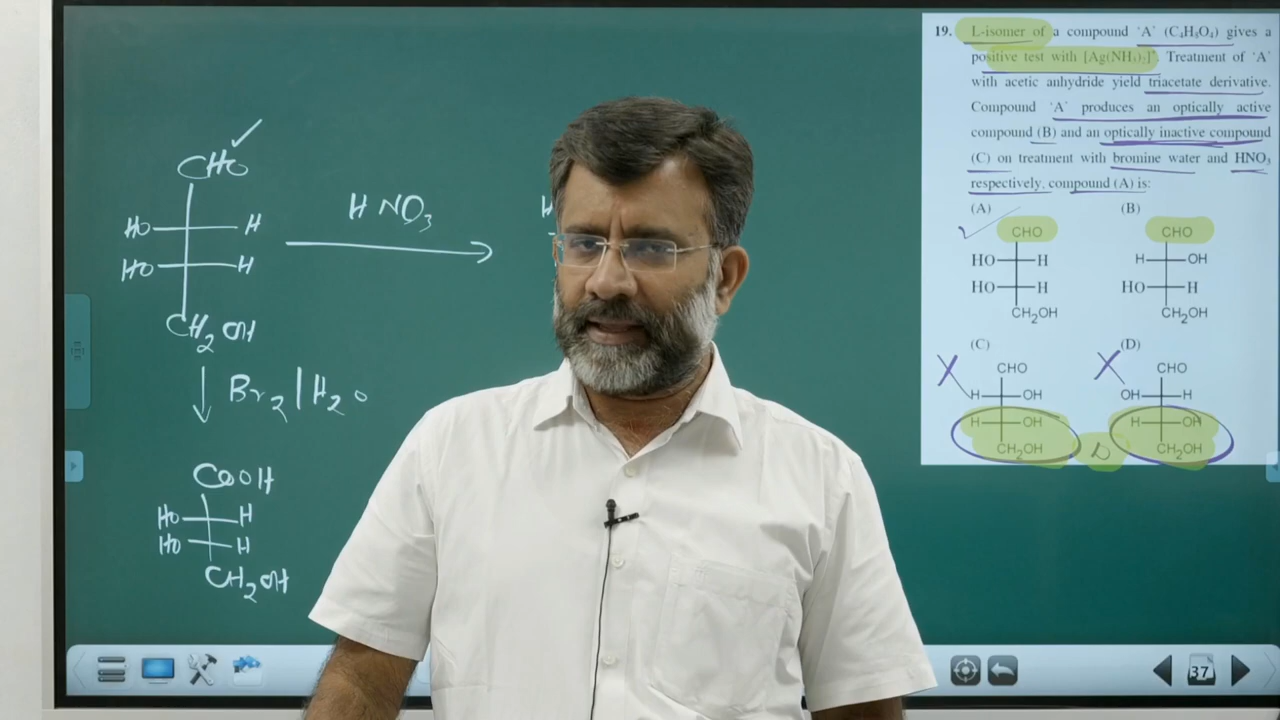 CHO
HO H
HO H
CH2OH
HNO3
H
Br2/H2O
COOH
HO H
HO H
CH2OH
19. L-isomer of a compound 'A' (C4H8O4) gives a
positive test with [Ag(NH3)2]+. Treatment of 'A'
with acetic anhydride yield triacetate derivative.
Compound 'A' produces an optically active
compound (B) and an optically inactive compound
(C) on treatment with bromine water and HNO3
respectively. compound (A) is:
(A) (B)
CHO CHO
HO H H OH
HO H HO H
CH2OH CH2OH
(C) (D)
X X
CHO CHO
H OH OH H
H OH H OH
CH2OH D CH2OH
37